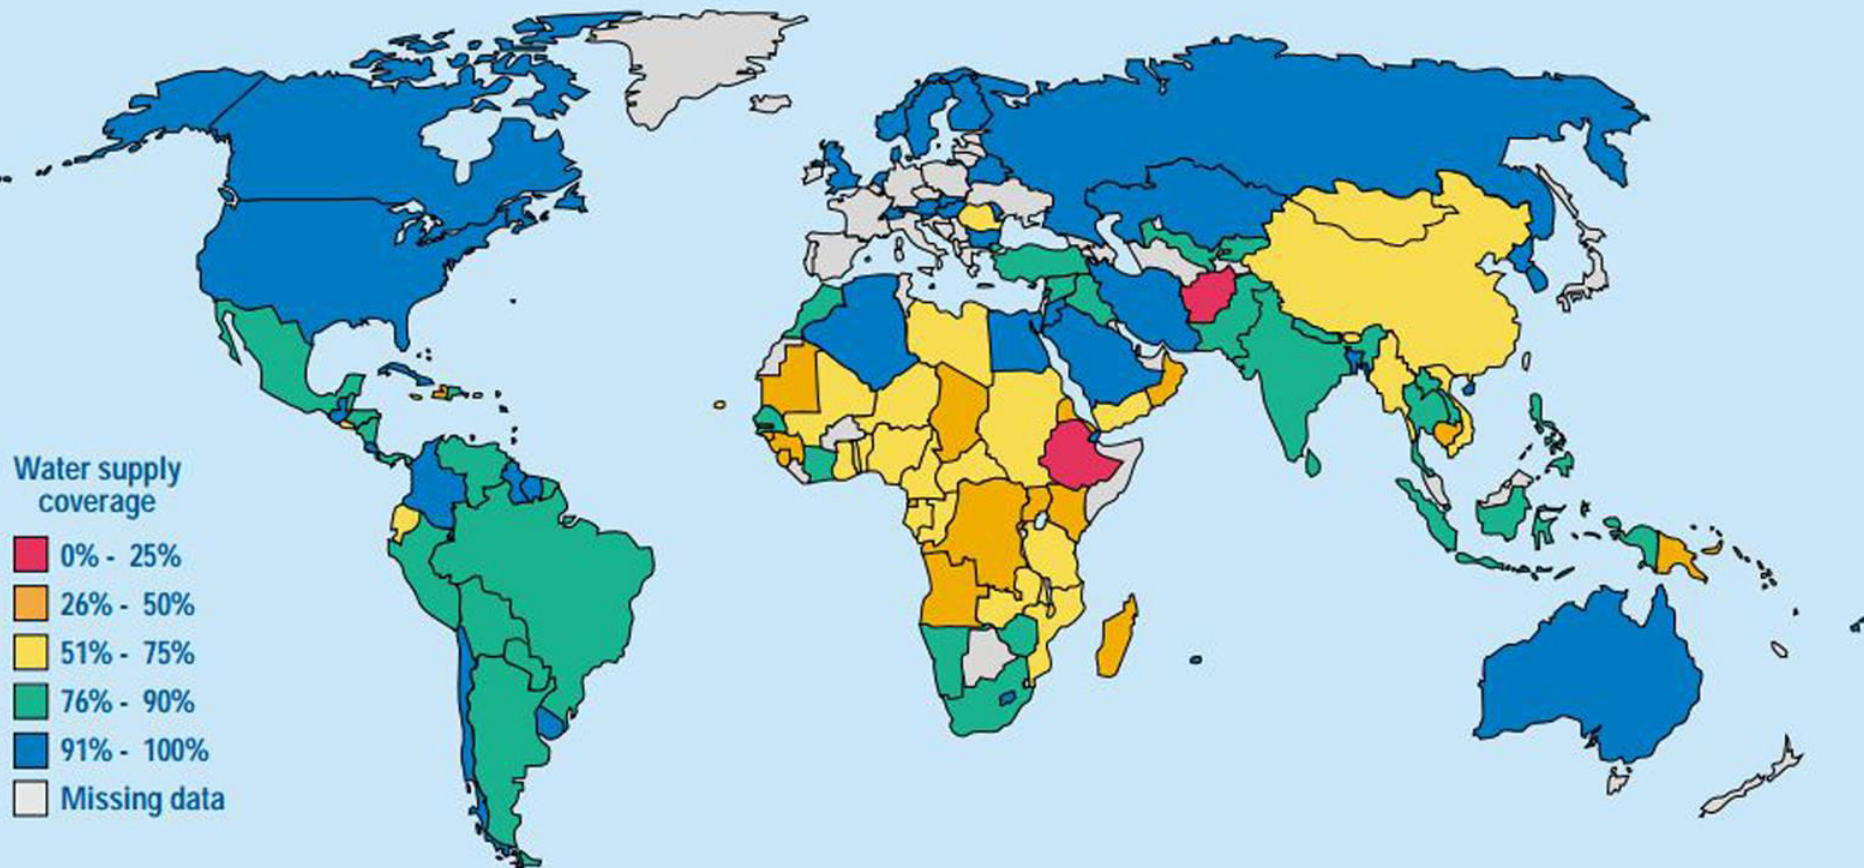 Water supply
coverage
0% - 25%
26% - 50%
51% - 75%
76% - 90%
91% - 100%
Missing data